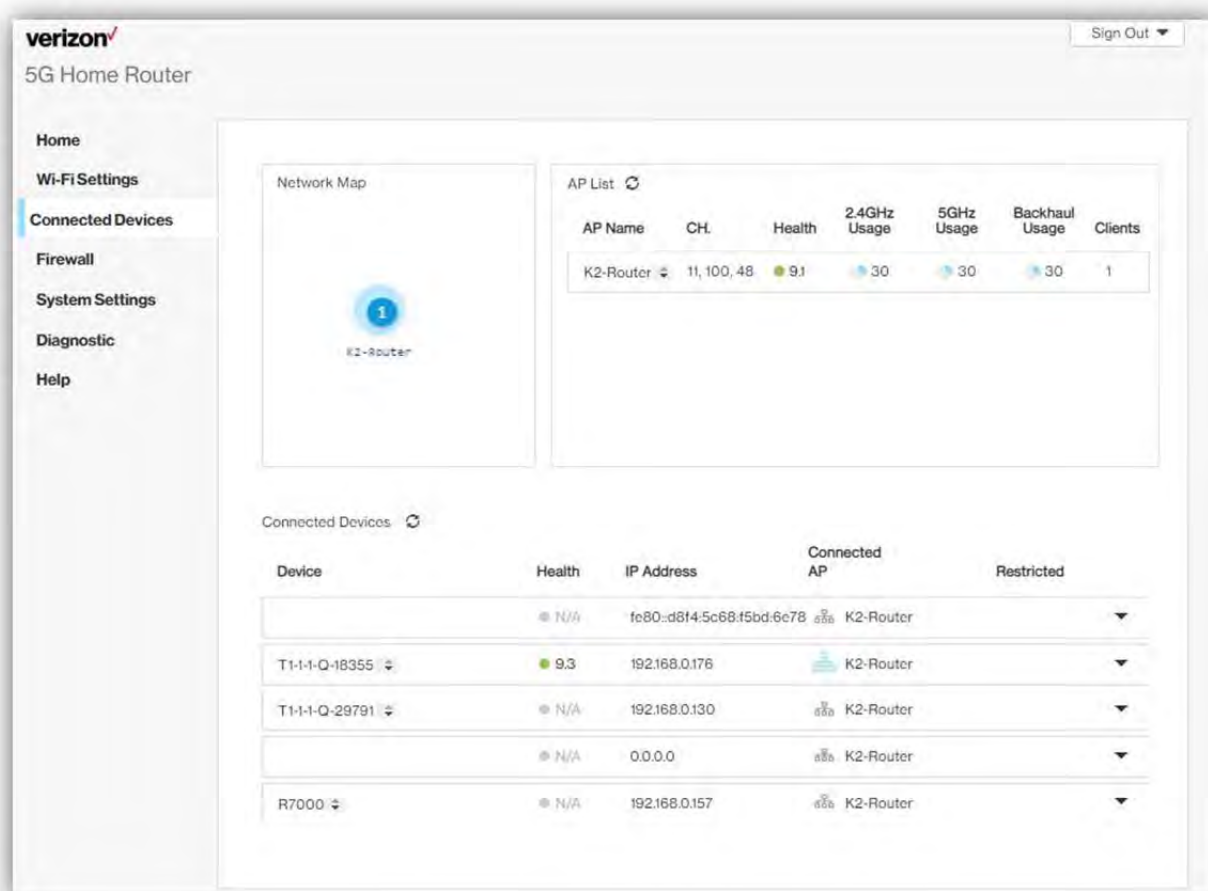 verizon
Sign Out
5G Home Router
Home
Wi-Fi Settings
Connected Devices
Firewall
System Settings
Diagnostic
Help
Network Map
1
K2-Router
AP List
AP Name CH. Health 2.4GHz Usage 5GHz Usage Backhaul Usage Clients
K2-Router 11, 100, 48 9.1 30 30 30 1
Connected Devices
Device Health IP Address Connected AP Restricted
N/A fe80::d8f4:5c68:f5bd:6e78 K2-Router
T1-1-1-Q-18355 9.3 192.168.0.176 K2-Router
T1-1-1-Q-29791 N/A 192.168.0.130 K2-Router
N/A 0.0.0.0 K2-Router
R7000 N/A 192.168.0.157 K2-Router